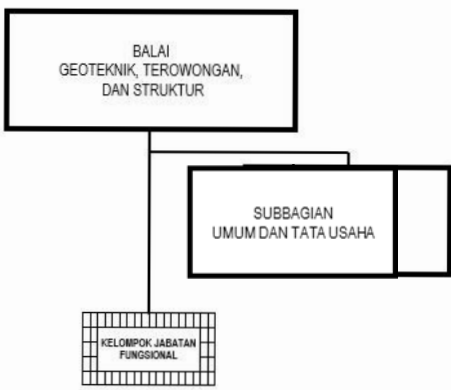 BALAI
GEOTEKNIK, TEROWONGAN,
DAN STRUKTUR
SUBBAGIAN
UMUM DAN TATA USAHA
KELOMPOK JABATAN
FUNGSIONAL